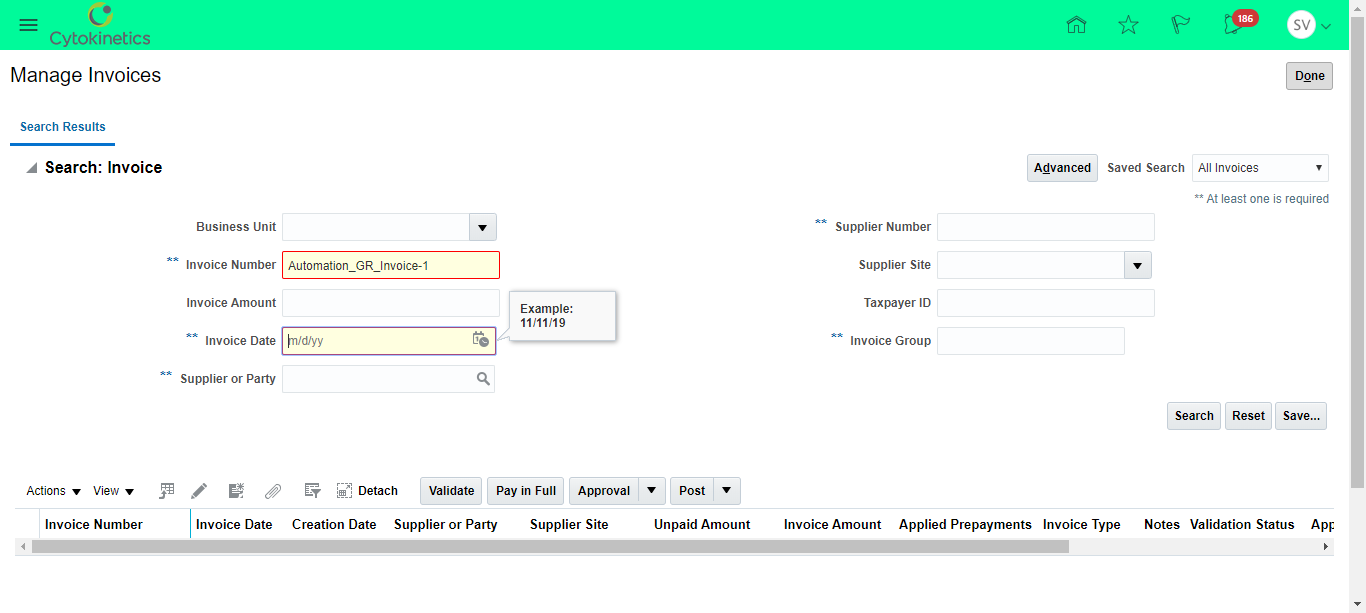 Cytokinetics
186
SV
Manage Invoices
Done
Search Results
Search: Invoice
Advanced Saved Search All Invoices
** At least one is required
Business Unit
** Supplier Number
** Invoice Number Automation_GR_Invoice-1
Supplier Site
Invoice Amount
Taxpayer ID
Example:
11/11/19
** Invoice Date m/d/yy
** Invoice Group
** Supplier or Party
Search Reset Save...
Actions View Detach Validate Pay in Full Approval Post
Invoice Number Invoice Date Creation Date Supplier or Party Supplier Site Unpaid Amount Invoice Amount Applied Prepayments Invoice Type Notes Validation Status App